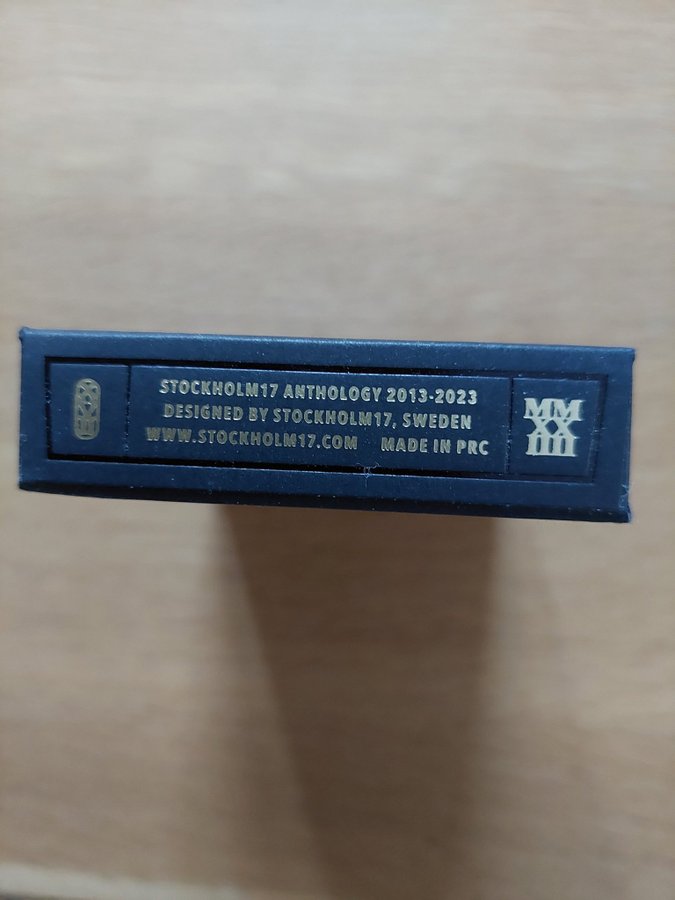 STOCKHOLM17 ANTHOLOGY 2013-2023
DESIGNED BY STOCKHOLM17, SWEDEN
WWW.STOCKHOLM17.COM MADE IN PRC
MM
XX
IIII